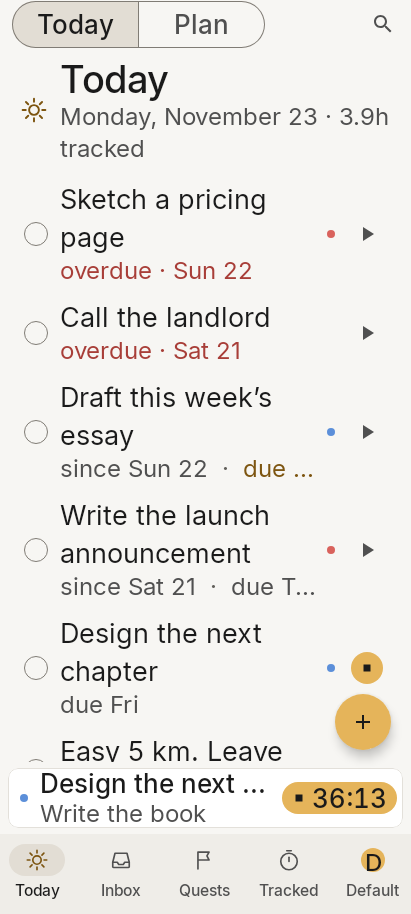 Today
Plan
Today
Monday, November 23 · 3.9h
tracked
Sketch a pricing
page
overdue · Sun 22
Call the landlord
overdue · Sat 21
Draft this week’s
essay
since Sun 22 · due ...
Write the launch
announcement
since Sat 21 · due T...
Design the next
chapter
due Fri
Easy 5 km. Leave
Design the next ...
36:13
Write the book
Today
Inbox
Quests
Tracked
D
Default